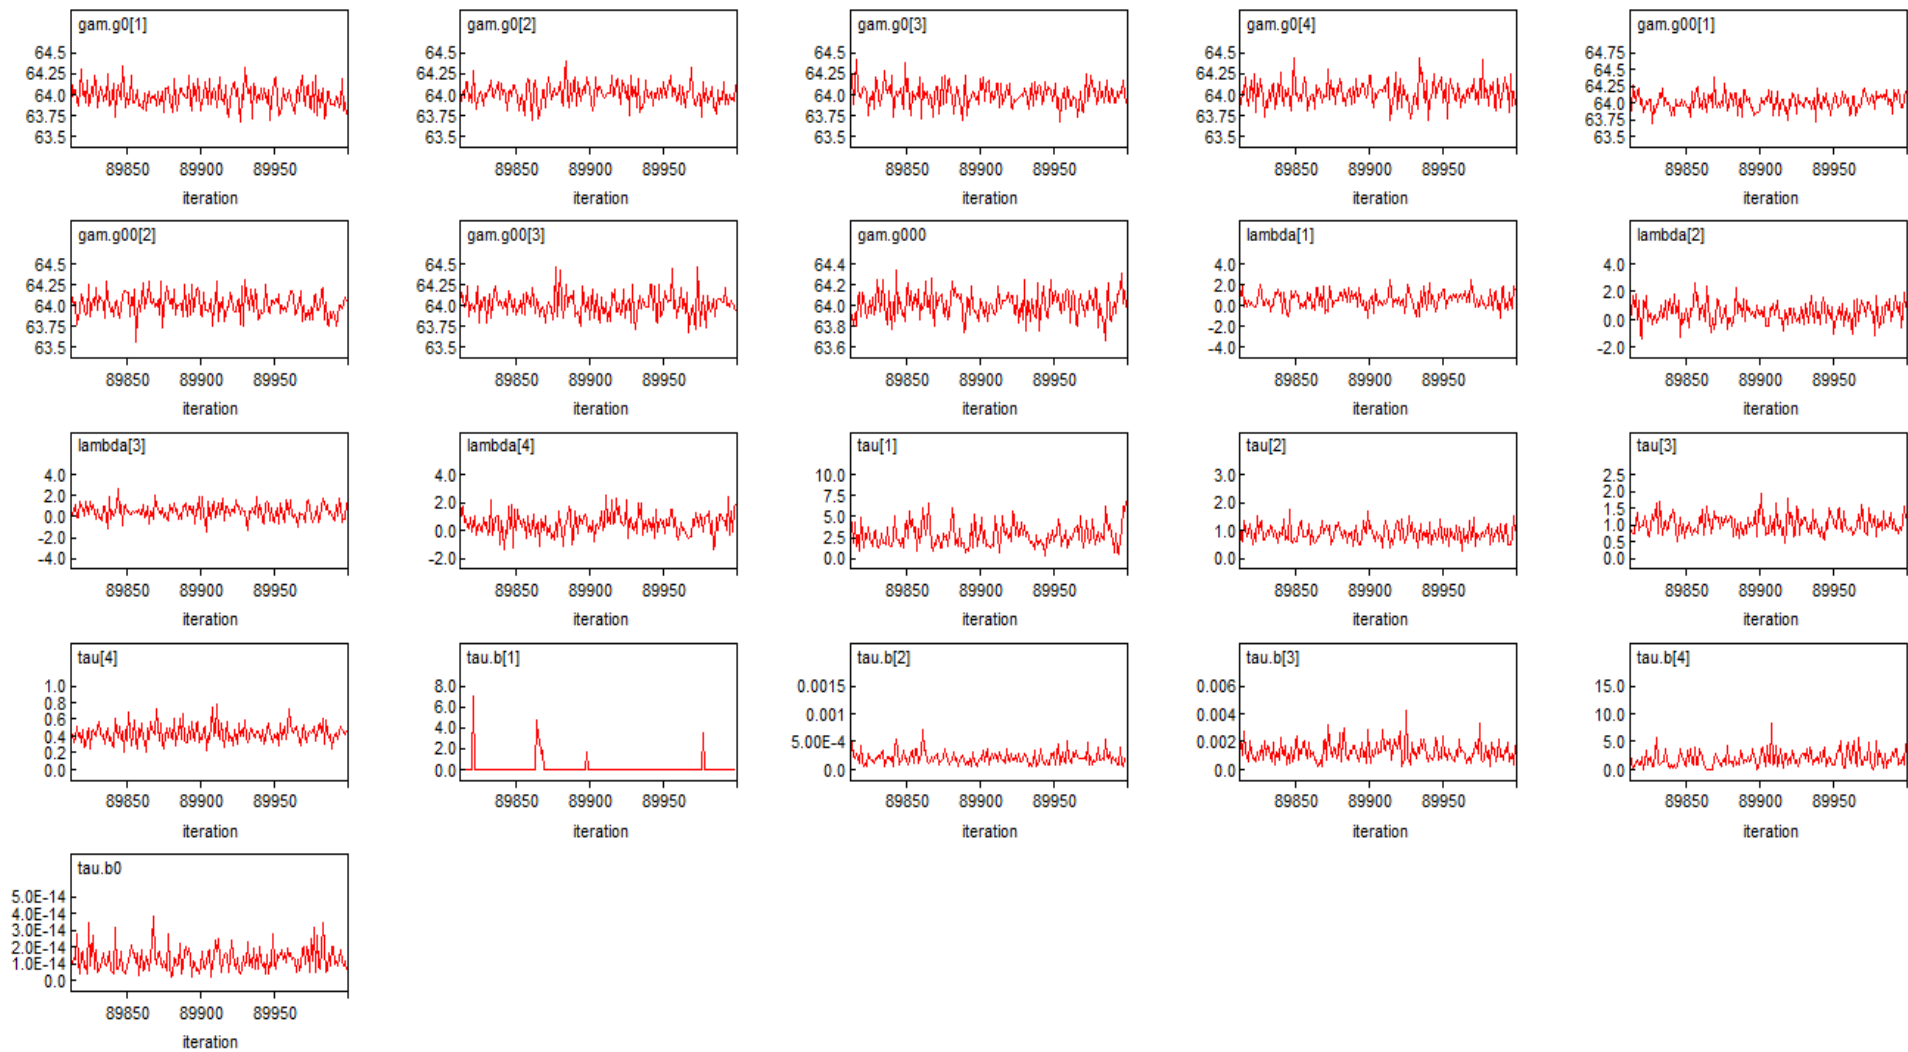 gam.g0[1]
64.5
64.25
64.0
63.75
63.5
89850 89900 89950
iteration
gam.g0[2]
64.5
64.25
64.0
63.75
63.5
89850 89900 89950
iteration
gam.g0[3]
64.5
64.25
64.0
63.75
63.5
89850 89900 89950
iteration
gam.g0[4]
64.5
64.25
64.0
63.75
63.5
89850 89900 89950
iteration
gam.g00[1]
64.75
64.5
64.25
64.0
63.75
63.5
89850 89900 89950
iteration
gam.g00[2]
64.5
64.25
64.0
63.75
63.5
89850 89900 89950
iteration
gam.g00[3]
64.5
64.25
64.0
63.75
63.5
89850 89900 89950
iteration
gam.g000
64.4
64.2
64.0
63.8
63.6
89850 89900 89950
iteration
lambda[1]
4.0
2.0
0.0
-2.0
-4.0
89850 89900 89950
iteration
lambda[2]
4.0
2.0
0.0
-2.0
89850 89900 89950
iteration
lambda[3]
4.0
2.0
0.0
-2.0
-4.0
89850 89900 89950
iteration
lambda[4]
4.0
2.0
0.0
-2.0
89850 89900 89950
iteration
tau[1]
10.0
7.5
5.0
2.5
0.0
89850 89900 89950
iteration
tau[2]
3.0
2.0
1.0
0.0
89850 89900 89950
iteration
tau[3]
2.5
2.0
1.5
1.0
0.5
0.0
89850 89900 89950
iteration
tau[4]
1.0
0.8
0.6
0.4
0.2
0.0
89850 89900 89950
iteration
tau.b[1]
8.0
6.0
4.0
2.0
0.0
89850 89900 89950
iteration
tau.b[2]
0.0015
0.001
5.00E-4
0.0
89850 89900 89950
iteration
tau.b[3]
0.006
0.004
0.002
0.0
89850 89900 89950
iteration
tau.b[4]
15.0
10.0
5.0
0.0
89850 89900 89950
iteration
tau.b0
5.0E-14
4.0E-14
3.0E-14
2.0E-14
1.0E-14
0.0
89850 89900 89950
iteration